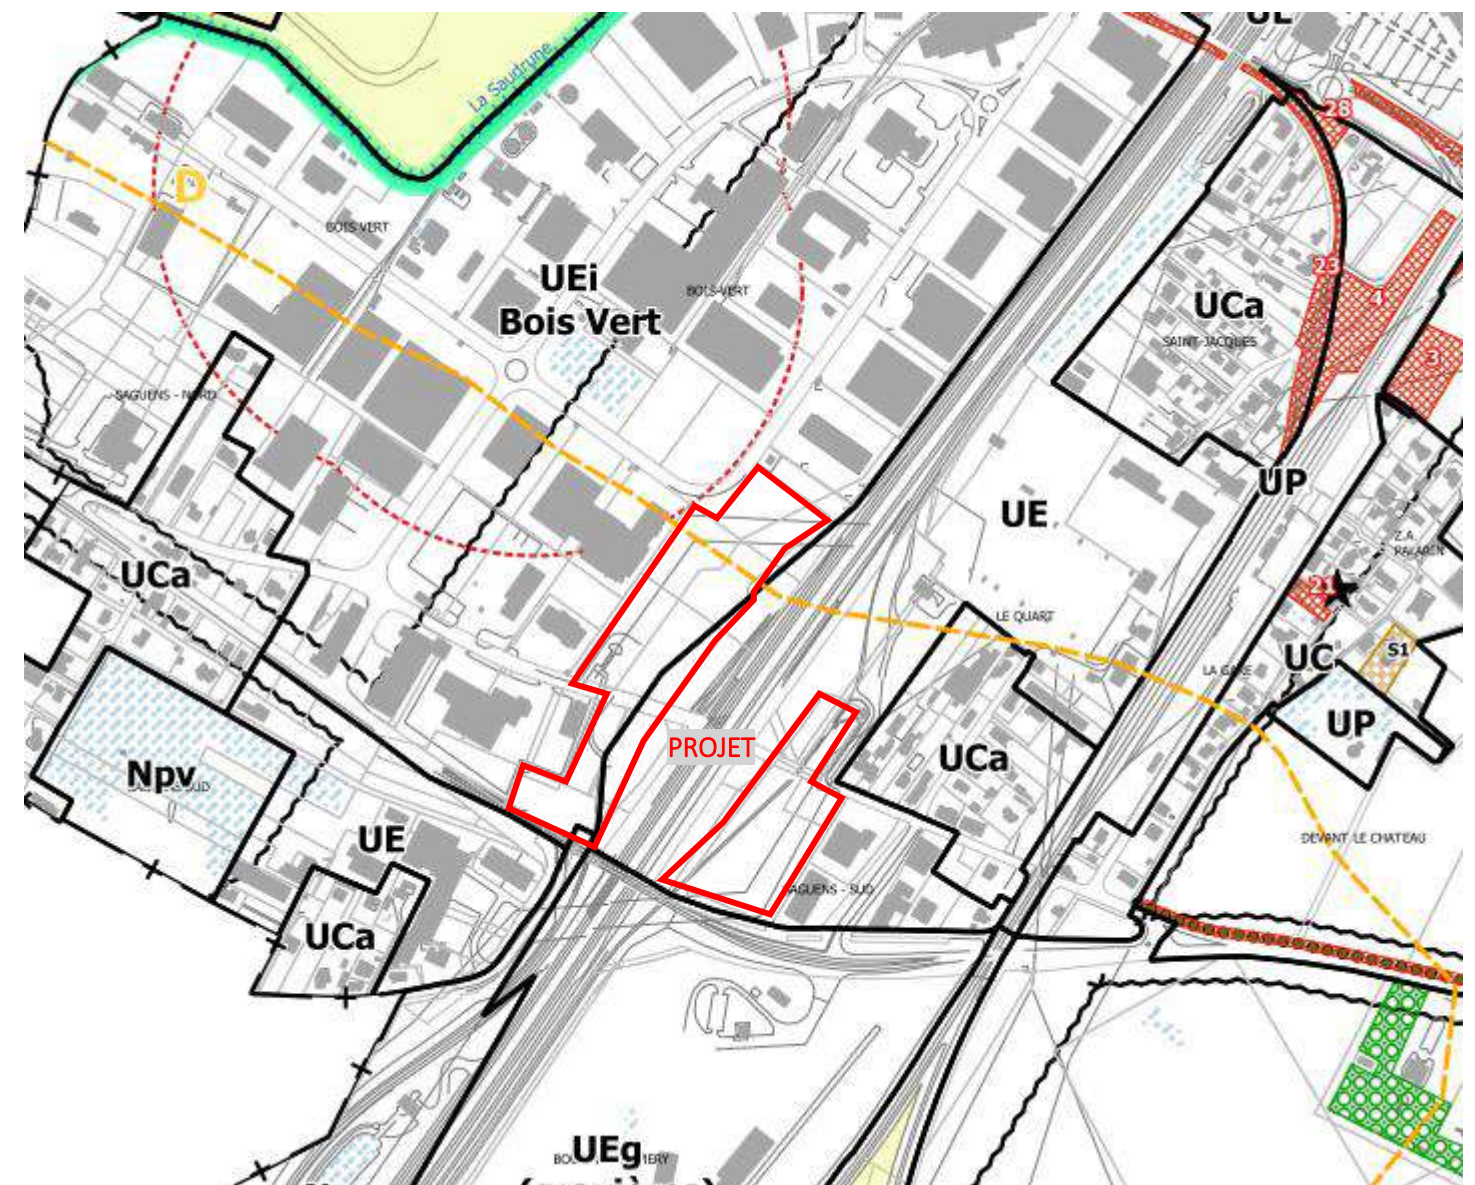 UE
La Saudrune
28
D
BOIS VERT
UEi
Bois Vert
BOIS-VERT
23
4
UCa
SAINT-JACQUES
3
SAGUENS - NORD
UP
UE
Z.A.
UCa
21
LE QUART
S1
UC
LA GARE
UP
PROJET
UCa
Npv
SUD
UE
DEVANT LE CHATEAU
SAGUENS - SUD
UCa
UEg